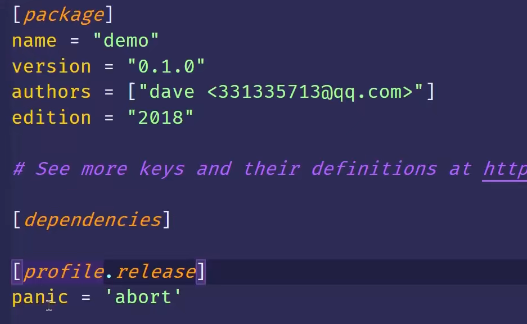 [package]
name = "demo"
version = "0.1.0"
authors = ["dave <331335713@qq.com>"]
edition = "2018"
# See more keys and their definitions at http
[dependencies]
[profile.release]
panic = 'abort'